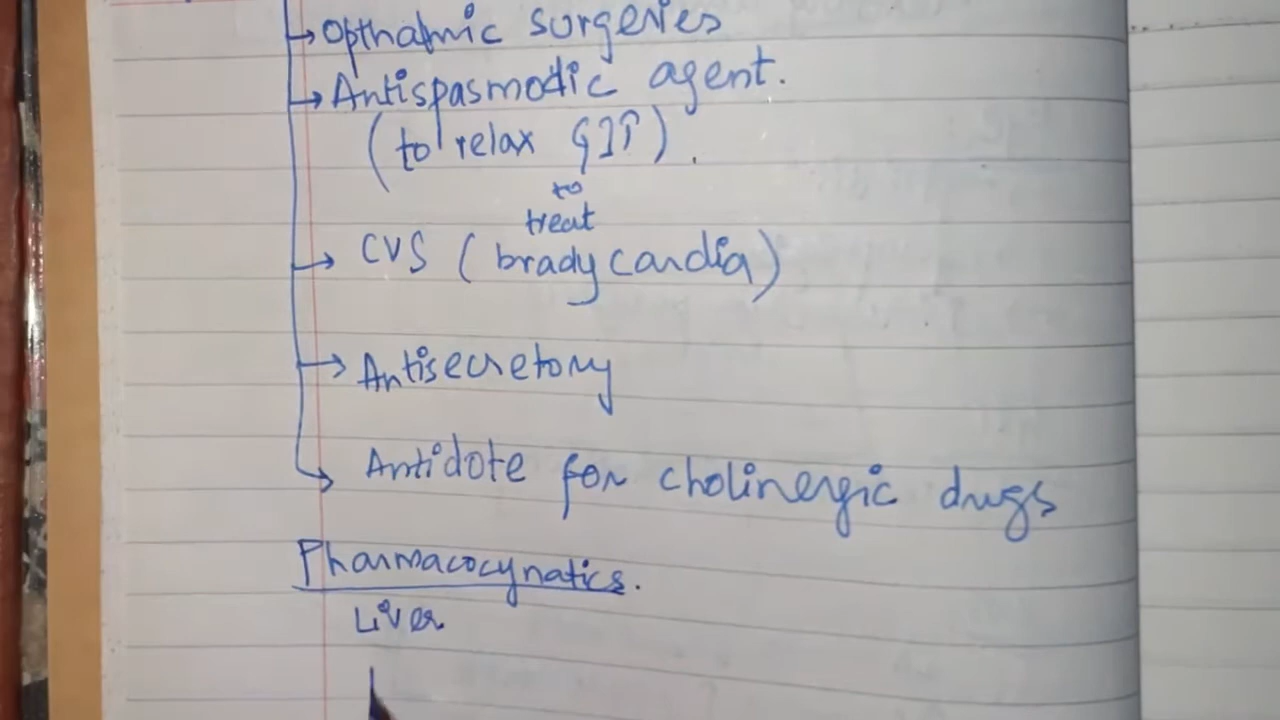 → Opthalmic surgeries
→ Antispasmodic agent.
(to relax GIT).
to
treat
→ CVS (bradycardia)
→ Antisecretory
→ Antidote for cholinergic drugs
Pharmacocynatics.
Liver